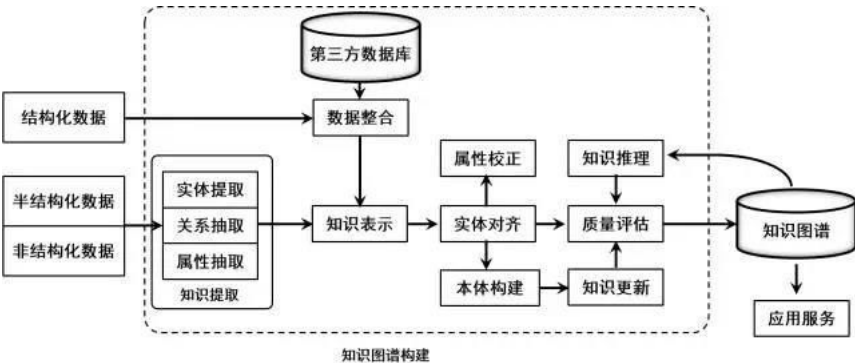 第三方数据库
结构化数据
数据整合
属性校正
知识推理
半结构化数据
非结构化数据
实体提取
关系抽取
属性抽取
知识提取
知识表示
实体对齐
质量评估
知识图谱
本体构建
知识更新
应用服务
知识图谱构建